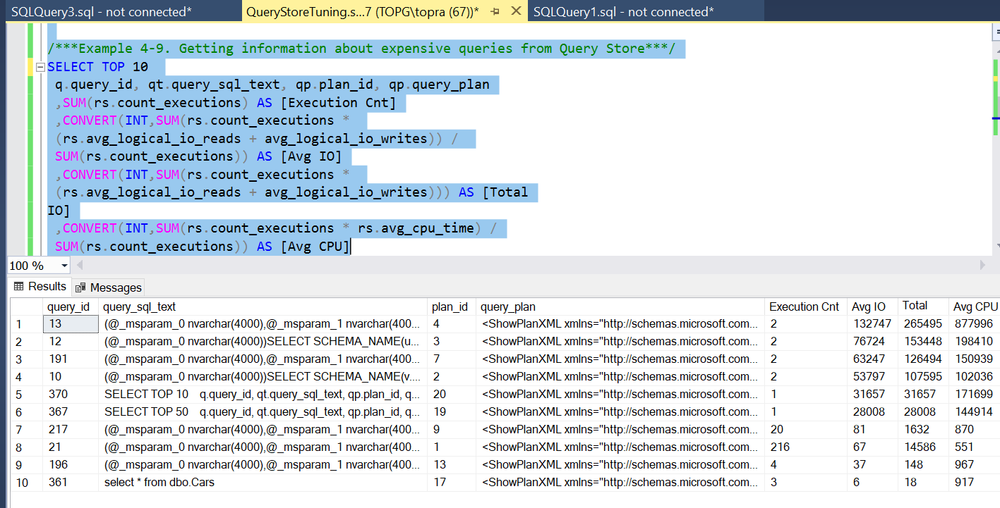 SQLQuery3.sql - not connected*
QueryStoreTuning.s...7 (TOPG\topra (67))*
SQLQuery1.sql - not connected*
/***Example 4-9. Getting information about expensive queries from Query Store***/
SELECT TOP 10
q.query_id, qt.query_sql_text, qp.plan_id, qp.query_plan
,SUM(rs.count_executions) AS [Execution Cnt]
,CONVERT(INT,SUM(rs.count_executions *
(rs.avg_logical_io_reads + avg_logical_io_writes)) /
SUM(rs.count_executions)) AS [Avg IO]
,CONVERT(INT,SUM(rs.count_executions *
(rs.avg_logical_io_reads + avg_logical_io_writes))) AS [Total
IO]
,CONVERT(INT,SUM(rs.count_executions * rs.avg_cpu_time) /
SUM(rs.count_executions)) AS [Avg CPU]
100 %
Results Messages
query_id query_sql_text plan_id query_plan Execution Cnt Avg IO Total Avg CPU
1 13 (@_msparam_0 nvarchar(4000),@_msparam_1 nvarchar(400... 4 <ShowPlanXML xmlns="http://schemas.microsoft.com... 2 132747 265495 877996
2 12 (@_msparam_0 nvarchar(4000))SELECT SCHEMA_NAME(u... 3 <ShowPlanXML xmlns="http://schemas.microsoft.com... 2 76724 153448 198410
3 191 (@_msparam_0 nvarchar(4000),@_msparam_1 nvarchar(400... 7 <ShowPlanXML xmlns="http://schemas.microsoft.com... 2 63247 126494 150939
4 10 (@_msparam_0 nvarchar(4000))SELECT SCHEMA_NAME(v.... 2 <ShowPlanXML xmlns="http://schemas.microsoft.com... 2 53797 107595 102036
5 370 SELECT TOP 10 q.query_id, qt.query_sql_text, qp.plan_id, q... 20 <ShowPlanXML xmlns="http://schemas.microsoft.com... 1 31657 31657 171699
6 367 SELECT TOP 50 q.query_id, qt.query_sql_text, qp.plan_id, q... 19 <ShowPlanXML xmlns="http://schemas.microsoft.com... 1 28008 28008 144914
7 217 (@_msparam_0 nvarchar(4000),@_msparam_1 nvarchar(400... 9 <ShowPlanXML xmlns="http://schemas.microsoft.com... 20 81 1632 870
8 21 (@_msparam_0 nvarchar(4000),@_msparam_1 nvarchar(400... 1 <ShowPlanXML xmlns="http://schemas.microsoft.com... 216 67 14586 551
9 196 (@_msparam_0 nvarchar(4000),@_msparam_1 nvarchar(400... 13 <ShowPlanXML xmlns="http://schemas.microsoft.com... 4 37 148 967
10 361 select * from dbo.Cars 17 <ShowPlanXML xmlns="http://schemas.microsoft.com... 3 6 18 917